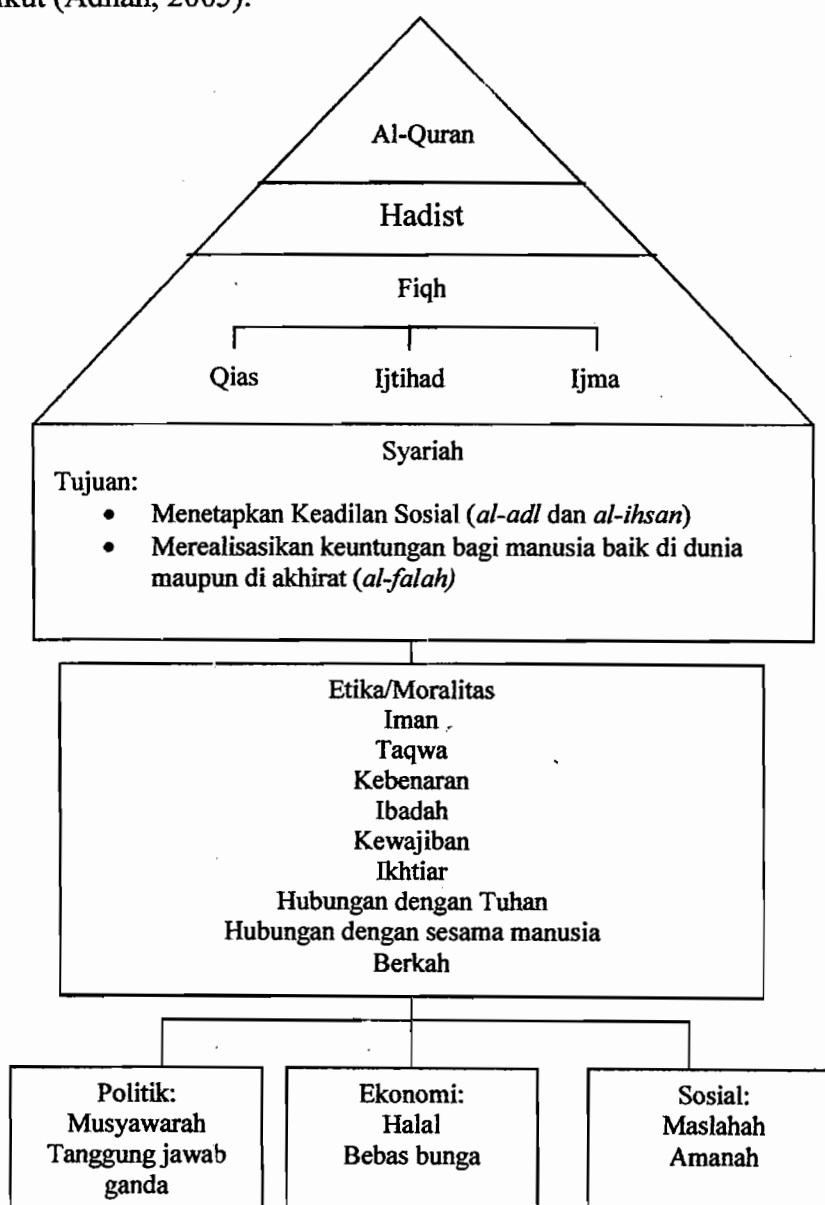 (Adnan, 2005).
Al-Quran
Hadist
Fiqh
Qias Ijtihad Ijma
Syariah
Tujuan:
• Menetapkan Keadilan Sosial (al-adl dan al-ihsan)
• Merealisasikan keuntungan bagi manusia baik di dunia
maupun di akhirat (al-falah)
Etika/Moralitas
Iman
Taqwa
Kebenaran
Ibadah
Kewajiban
Ikhtiar
Hubungan dengan Tuhan
Hubungan dengan sesama manusia
Berkah
Politik:
Musyawarah
Tanggung jawab
ganda
Ekonomi:
Halal
Bebas bunga
Sosial:
Maslahah
Amanah